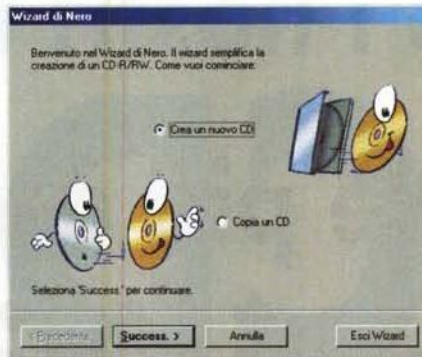 Wizard di Nero
Benvenuto nel Wizard di Nero. Il wizard semplifica la
creazione di un CD-R/RW. Come vuoi cominciare:
Crea un nuovo CD
Copia un CD
Seleziona 'Success.' per continuare.
< Precedente Success. > Annulla Esci Wizard